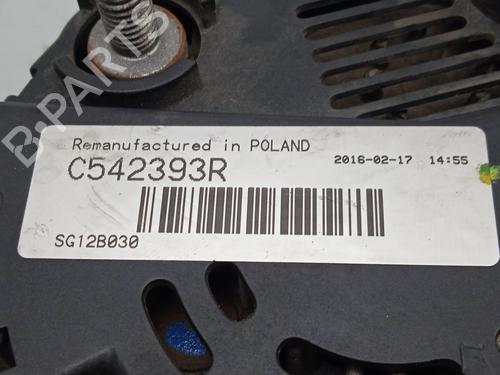 Remanufactured in POLAND
C542393R
2016-02-17 14:55
SG12B030
B-PARTS